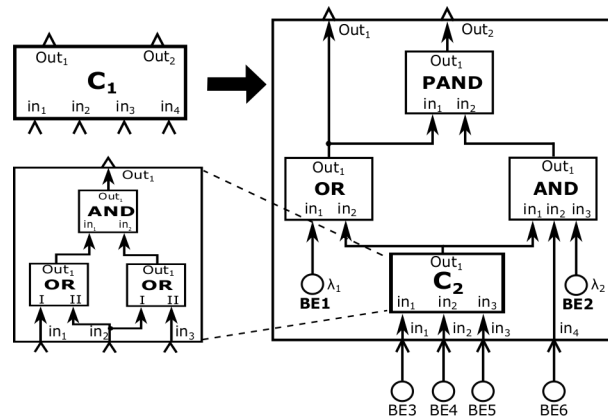 Out₁ Out₂
C₁
in₁ in₂ in₃ in₄
Out₁
Out₁
AND
in₁ in₂
Out₁ Out₁
OR OR
I II I II
in₁ in₂ in₃
Out₁ Out₂
Out₁
PAND
in₁ in₂
Out₁ Out₁
OR AND
in₁ in₂ in₁ in₂ in₃
λ₁ Out₁ λ₂
BE1 C₂ BE2
in₁ in₂ in₃
in₁ in₂ in₃ in₄
BE3 BE4 BE5 BE6